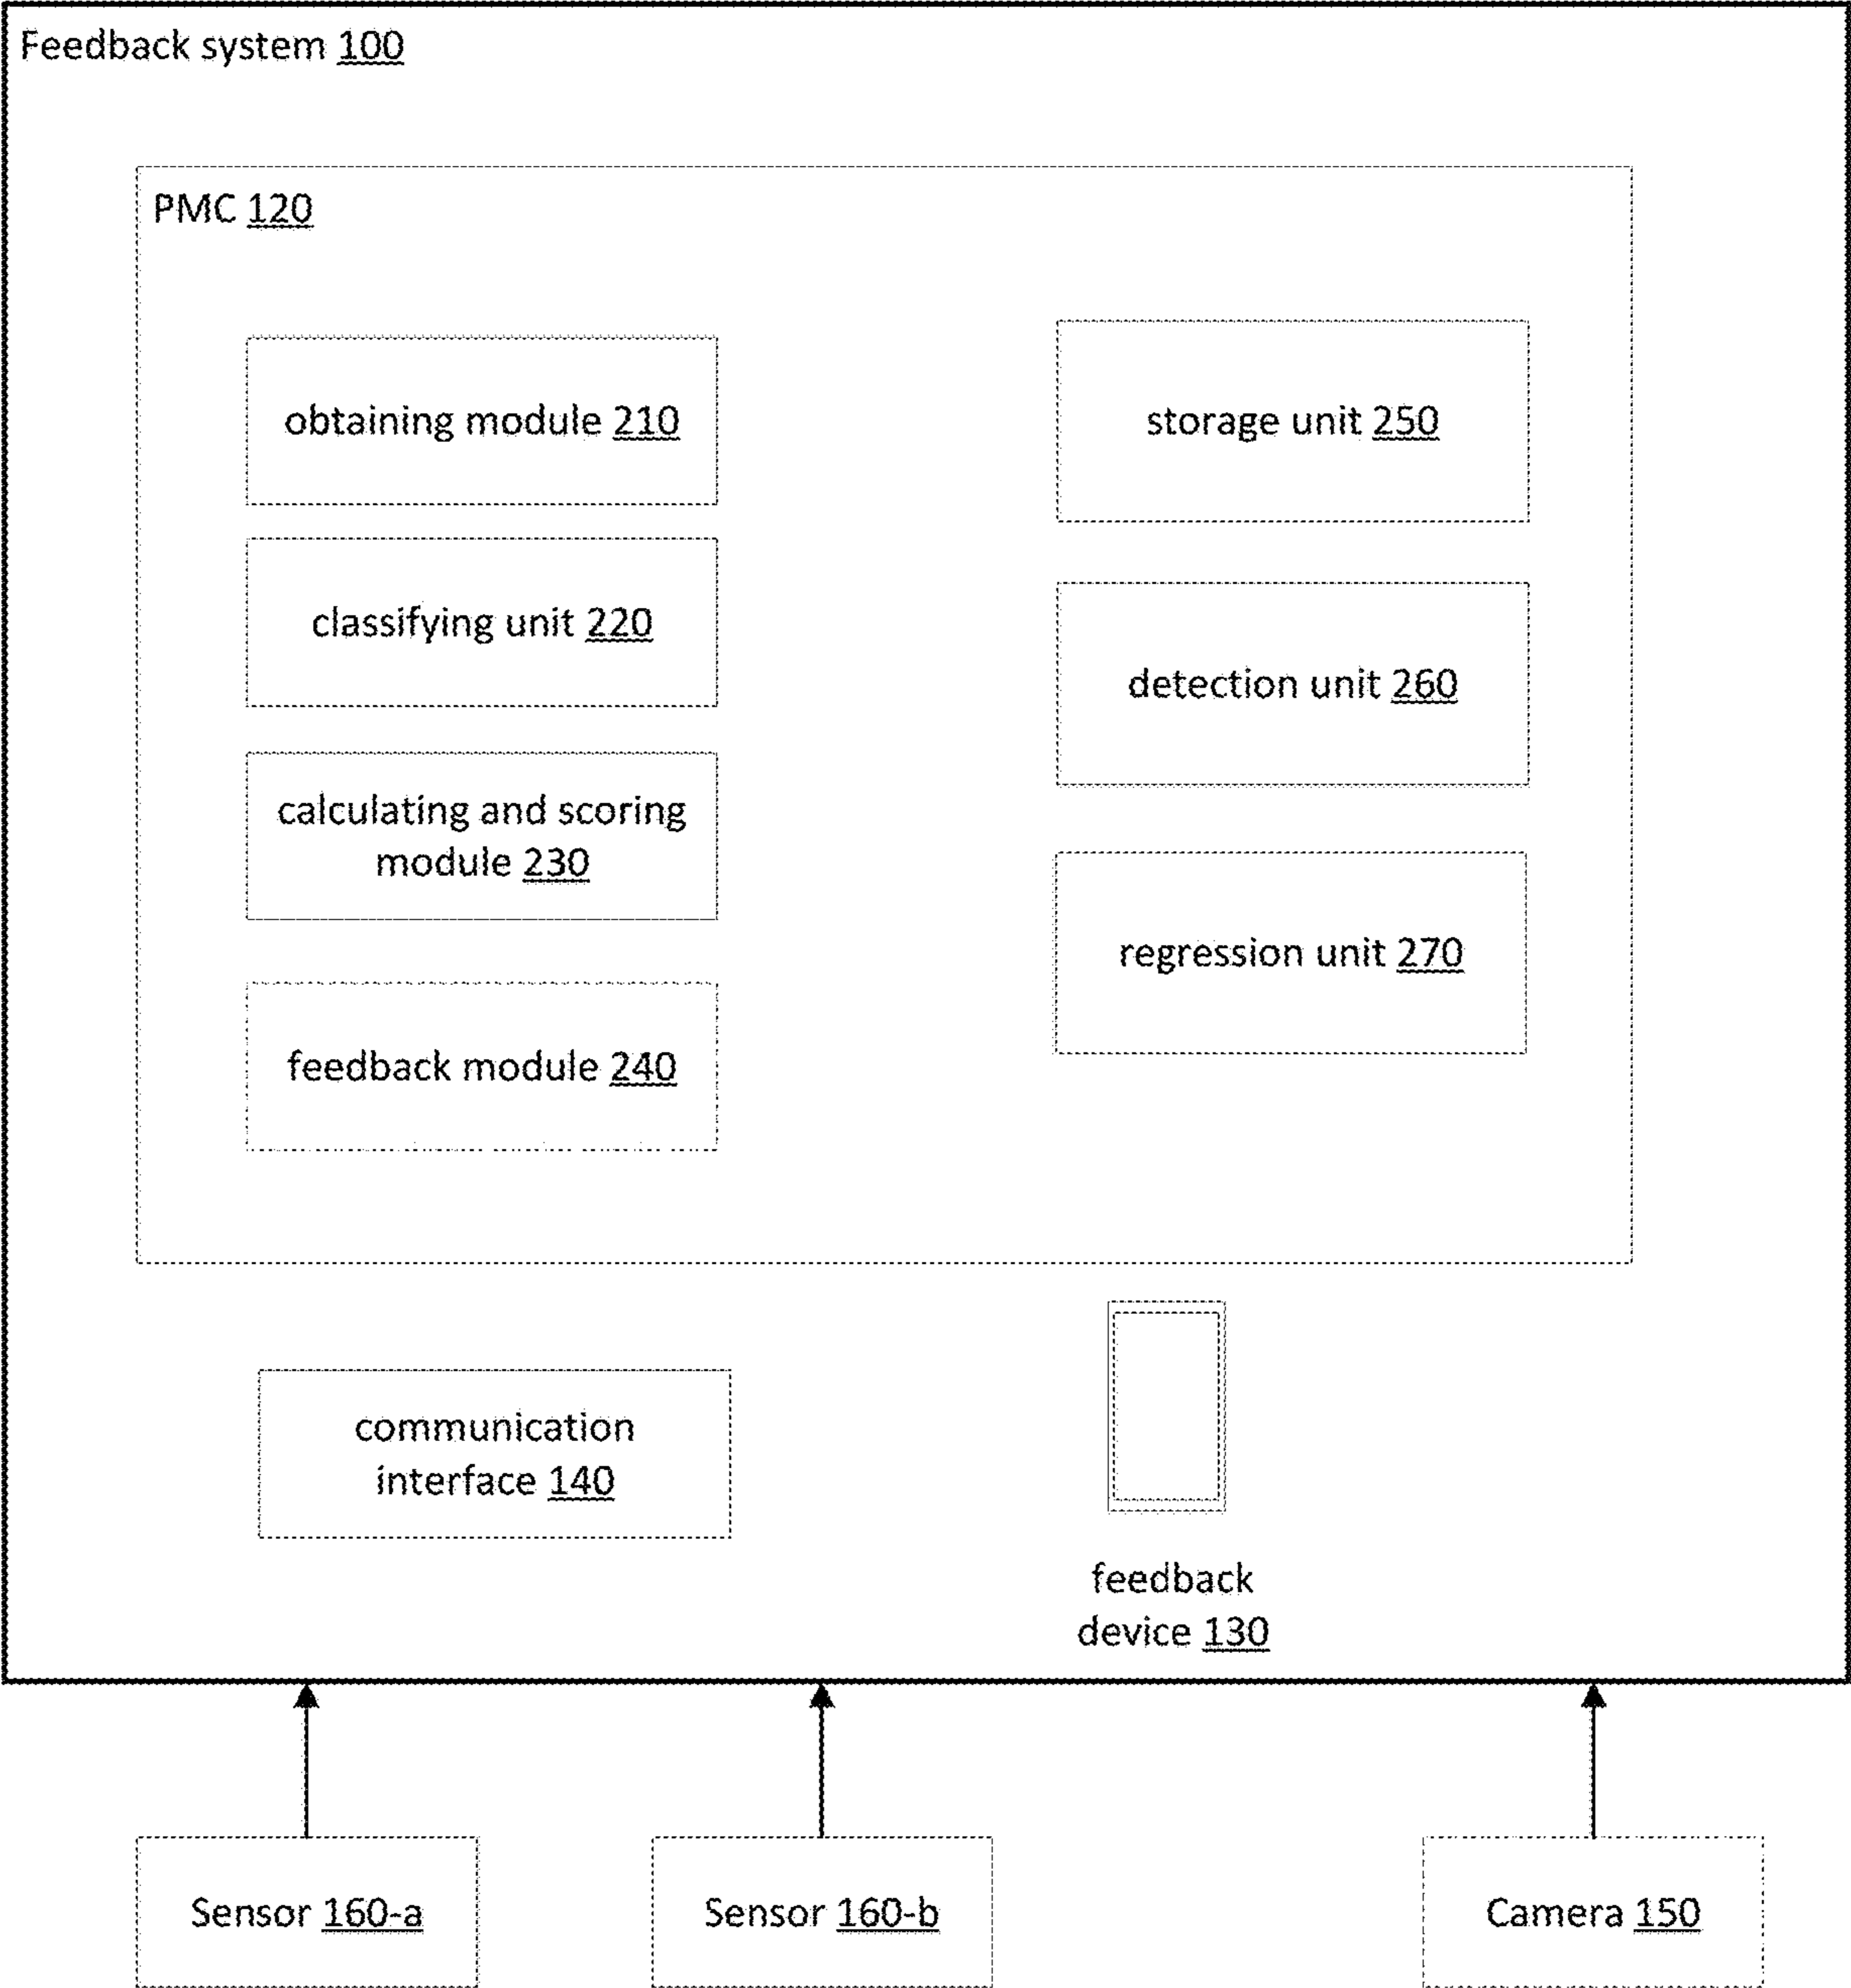 Feedback system 100
PMC 120
obtaining module 210
classifying unit 220
calculating and scoring
module 230
feedback module 240
storage unit 250
detection unit 260
regression unit 270
communication
interface 140
feedback
device 130
Sensor 160-a
Sensor 160-b
Camera 150